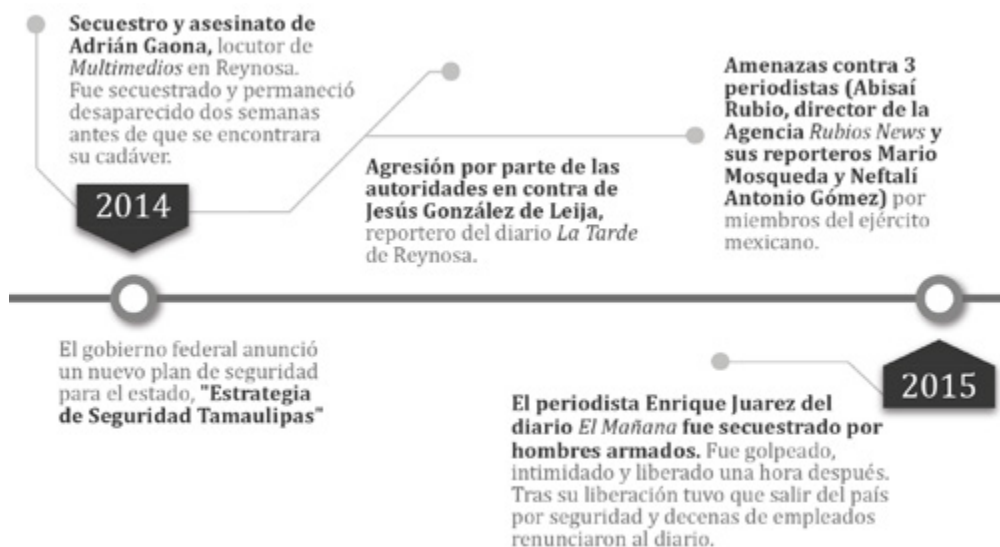 Secuestro y asesinato de
Adrián Gaona, locutor de
Multimedios en Reynosa.
Fue secuestrado y permaneció
desaparecido dos semanas
antes de que se encontrara
su cadáver.
2014
Agresión por parte de las
autoridades en contra de
Jesús González de Leija,
reportero del diario La Tarde
de Reynosa.
Amenazas contra 3
periodistas (Abisaí
Rubio, director de la
Agencia Rubios News y
sus reporteros Mario
Mosqueda y Neftalí
Antonio Gómez) por
miembros del ejército
mexicano.
El gobierno federal anunció
un nuevo plan de seguridad
para el estado, "Estrategia
de Seguridad Tamaulipas"
2015
El periodista Enrique Juarez del
diario El Mañana fue secuestrado por
hombres armados. Fue golpeado,
intimidado y liberado una hora después.
Tras su liberación tuvo que salir del país
por seguridad y decenas de empleados
renunciaron al diario.